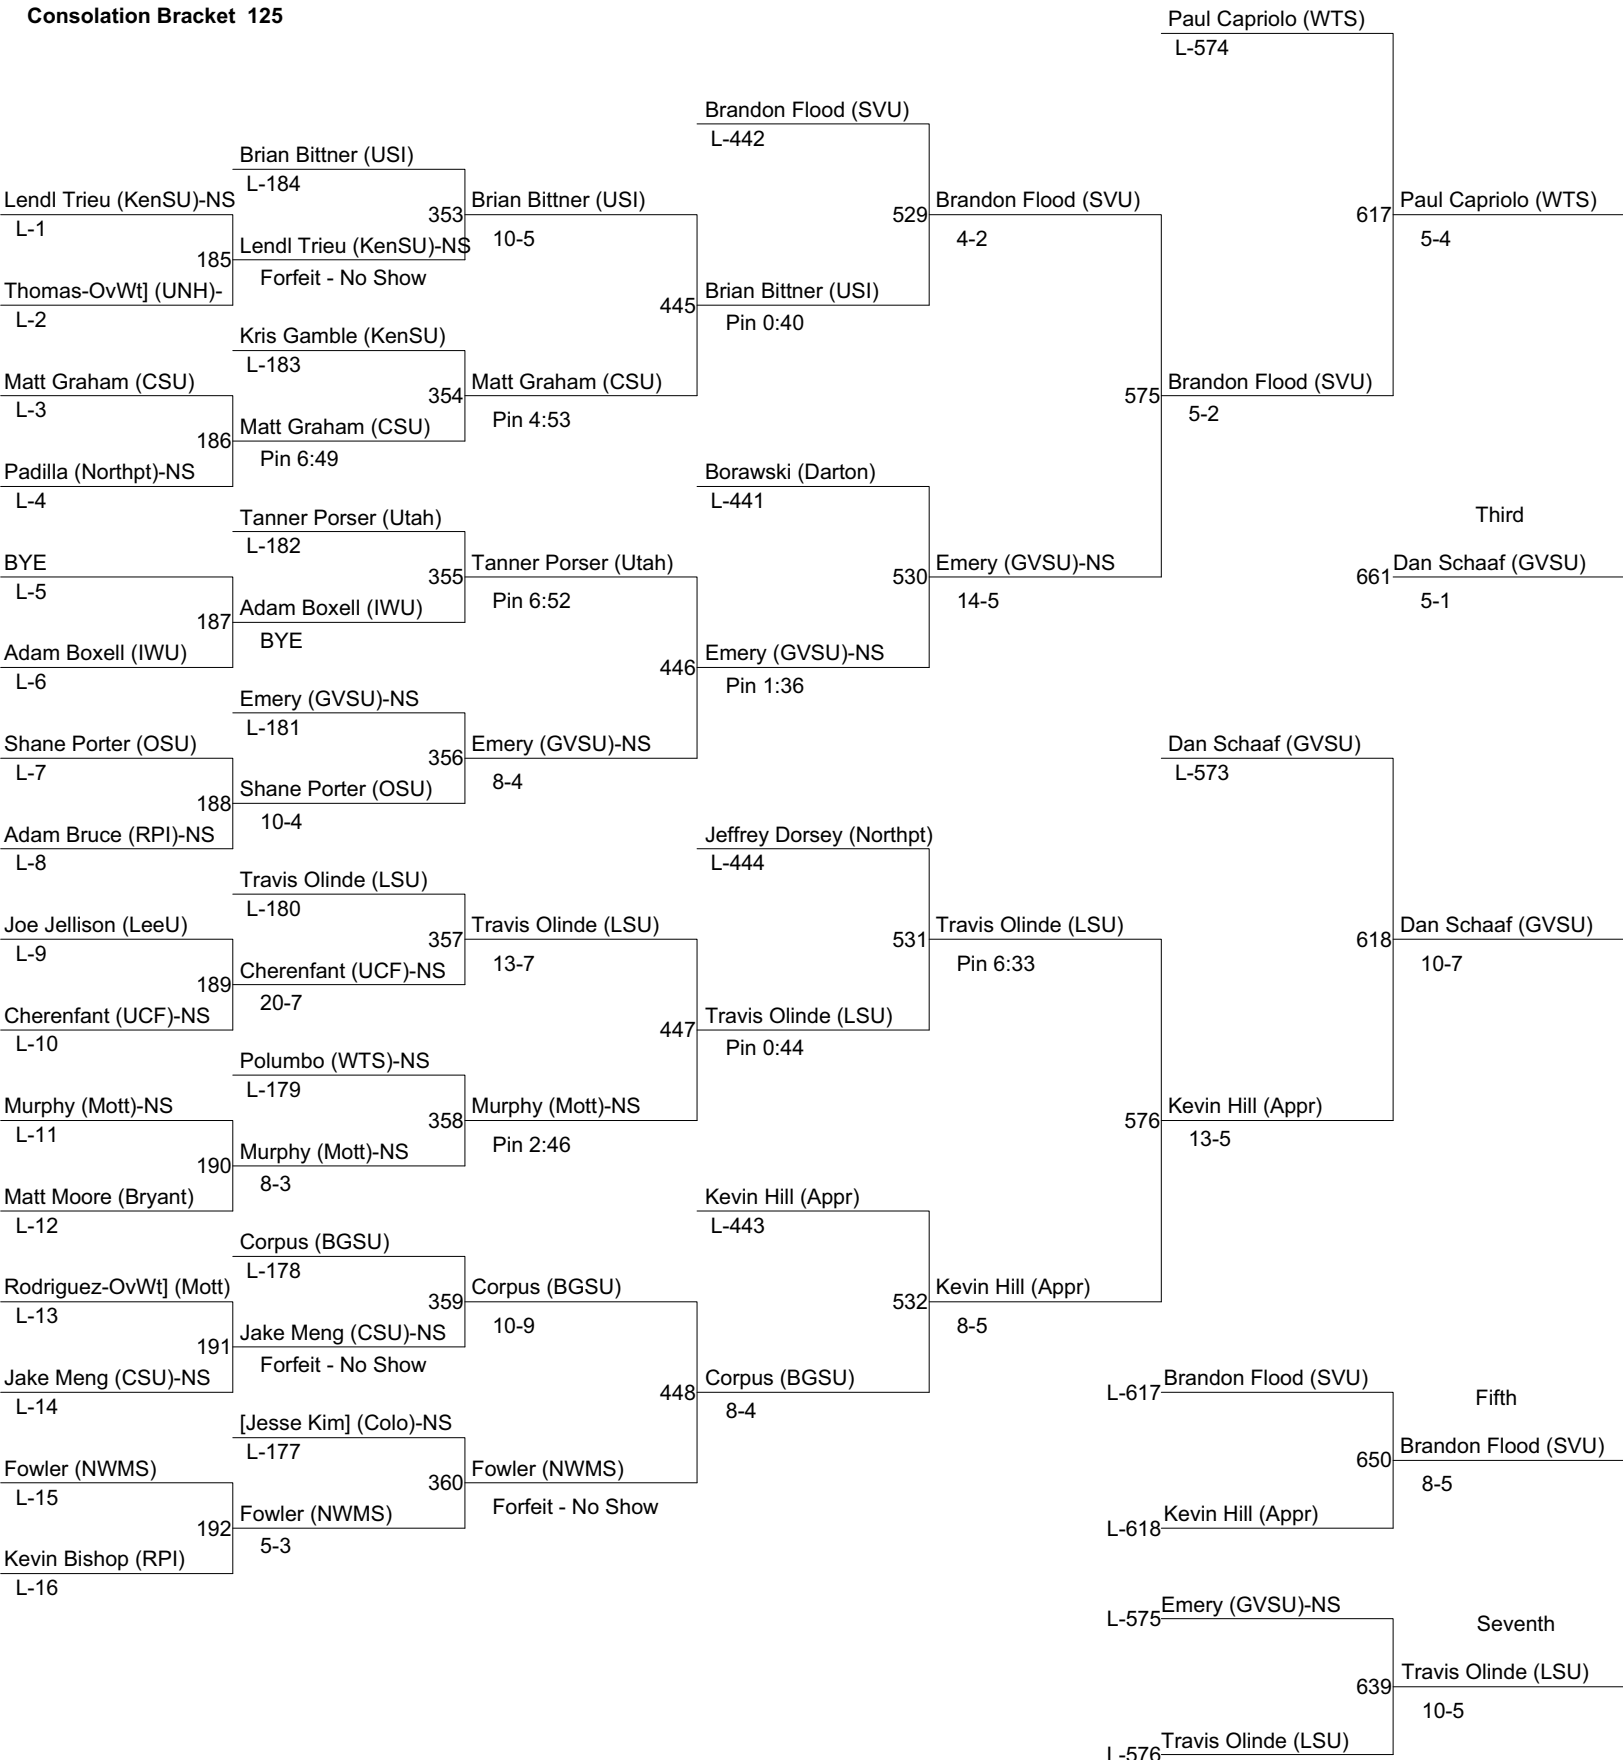 Consolation Bracket 125
Paul Capriolo (WTS)
L-574
Brandon Flood (SVU)
L-442
Brian Bittner (USI)
L-184
Lendl Trieu (KenSU)-NS
353
Brian Bittner (USI)
529
Brandon Flood (SVU)
617
Paul Capriolo (WTS)
L-1
10-5
4-2
5-4
185
Lendl Trieu (KenSU)-NS
Forfeit - No Show
Thomas-OvWt] (UNH)-
445
Brian Bittner (USI)
L-2
Pin 0:40
Kris Gamble (KenSU)
L-183
Matt Graham (CSU)
354
Matt Graham (CSU)
575
Brandon Flood (SVU)
L-3
Pin 4:53
5-2
186
Matt Graham (CSU)
Pin 6:49
Padilla (Northpt)-NS
Borawski (Darton)
L-4
L-441
Tanner Porser (Utah)
Third
L-182
BYE
355
Tanner Porser (Utah)
530
Emery (GVSU)-NS
661
Dan Schaaf (GVSU)
L-5
Pin 6:52
14-5
5-1
187
Adam Boxell (IWU)
BYE
Adam Boxell (IWU)
446
Emery (GVSU)-NS
L-6
Pin 1:36
Emery (GVSU)-NS
L-181
Shane Porter (OSU)
356
Emery (GVSU)-NS
Dan Schaaf (GVSU)
L-7
8-4
L-573
188
Shane Porter (OSU)
10-4
Adam Bruce (RPI)-NS
Jeffrey Dorsey (Northpt)
L-8
L-444
Travis Olinde (LSU)
L-180
Joe Jellison (LeeU)
357
Travis Olinde (LSU)
531
Travis Olinde (LSU)
618
Dan Schaaf (GVSU)
L-9
13-7
Pin 6:33
10-7
189
Cherenfant (UCF)-NS
20-7
Cherenfant (UCF)-NS
447
Travis Olinde (LSU)
L-10
Pin 0:44
Polumbo (WTS)-NS
L-179
Murphy (Mott)-NS
358
Murphy (Mott)-NS
576
Kevin Hill (Appr)
L-11
Pin 2:46
13-5
190
Murphy (Mott)-NS
8-3
Matt Moore (Bryant)
Kevin Hill (Appr)
L-12
L-443
Corpus (BGSU)
L-178
Rodriguez-OvWt] (Mott)
359
Corpus (BGSU)
532
Kevin Hill (Appr)
L-13
10-9
8-5
191
Jake Meng (CSU)-NS
Forfeit - No Show
Jake Meng (CSU)-NS
448
Corpus (BGSU)
L-617
Brandon Flood (SVU)
Fifth
L-14
8-4
[Jesse Kim] (Colo)-NS
L-177
650
Brandon Flood (SVU)
8-5
Fowler (NWMS)
360
Fowler (NWMS)
L-15
Forfeit - No Show
192
Fowler (NWMS)
L-618
Kevin Hill (Appr)
5-3
Kevin Bishop (RPI)
L-16
L-575
Emery (GVSU)-NS
Seventh
639
Travis Olinde (LSU)
10-5
L-576
Travis Olinde (LSU)